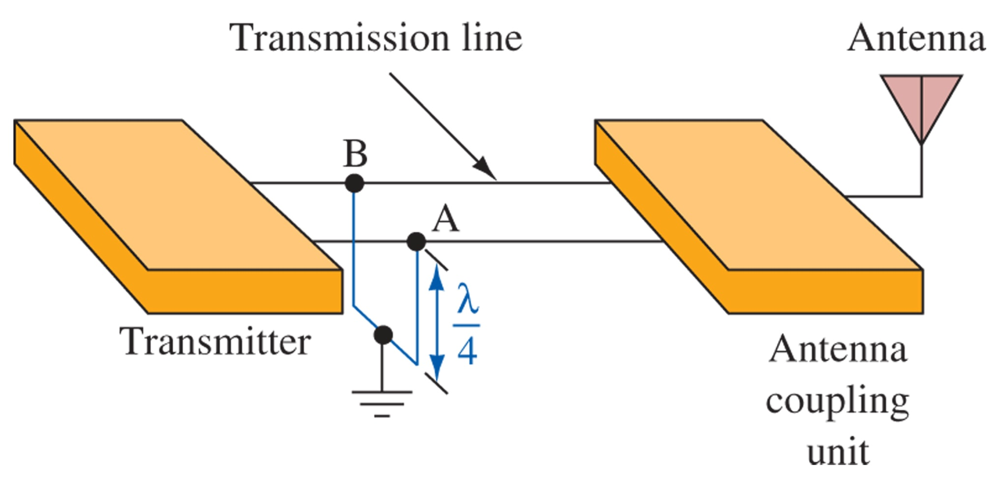 Transmission line
Antenna
B
A
λ
4
Transmitter
Antenna
coupling
unit